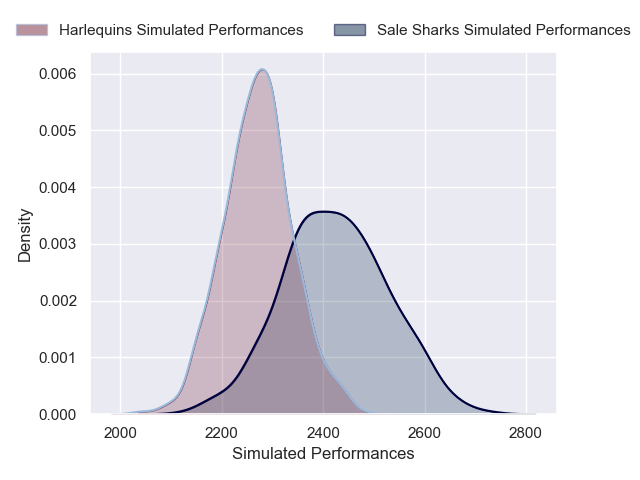 Harlequins Simulated Performances Sale Sharks Simulated Performances
0.006
0.005
0.004
0.003
0.002
0.001
0.000
Density
2000 2200 2400 2600 2800
Simulated Performances